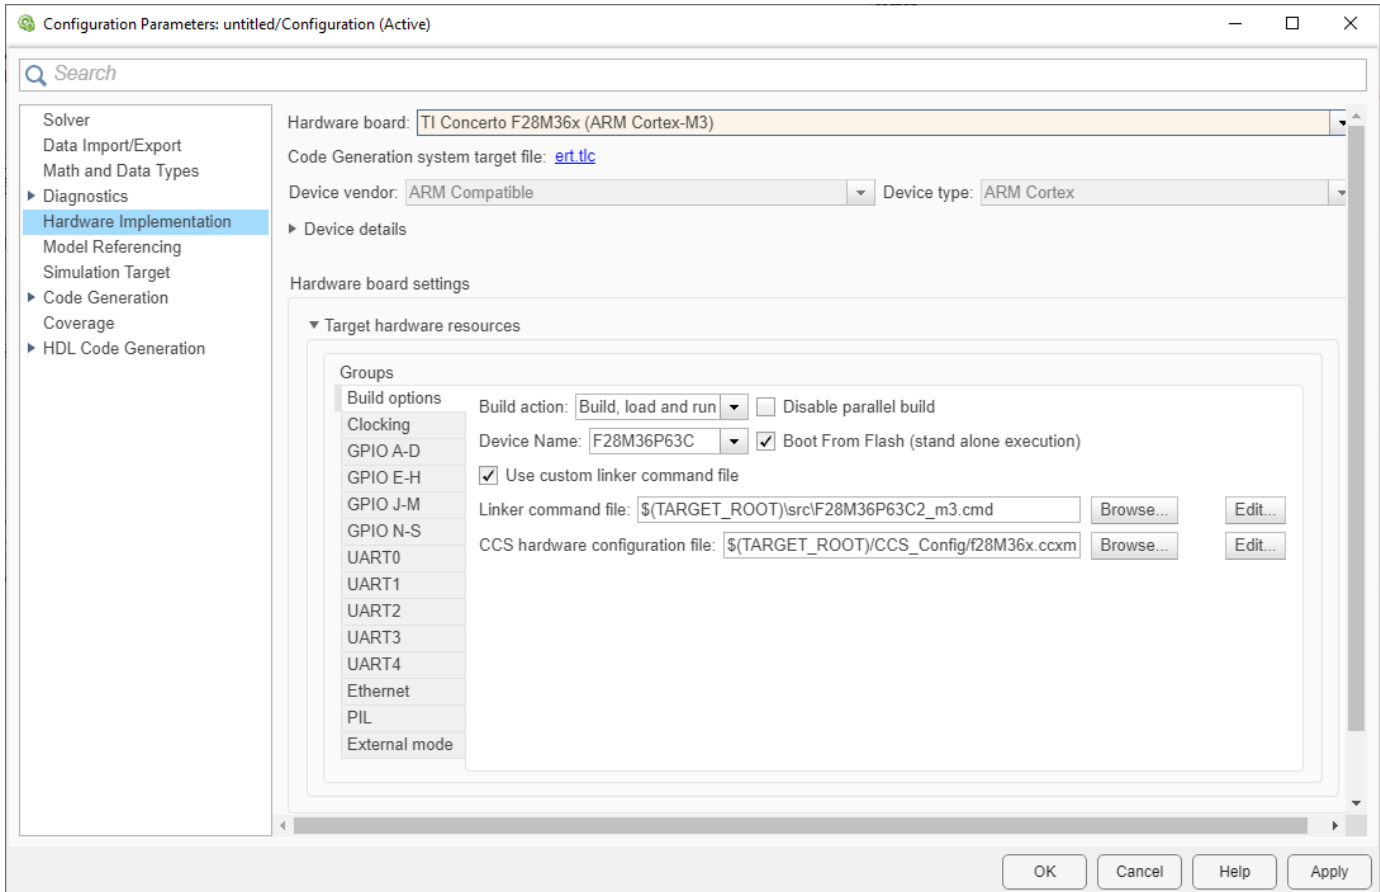 Configuration Parameters: untitled/Configuration (Active)
Search
Solver
Data Import/Export
Math and Data Types
Diagnostics
Hardware Implementation
Model Referencing
Simulation Target
Code Generation
Coverage
HDL Code Generation
Hardware board: TI Concerto F28M36x (ARM Cortex-M3)
Code Generation system target file: ert.tlc
Device vendor: ARM Compatible Device type: ARM Cortex
Device details
Hardware board settings
Target hardware resources
Groups
Build options
Clocking
GPIO A-D
GPIO E-H
GPIO J-M
GPIO N-S
UART0
UART1
UART2
UART3
UART4
Ethernet
PIL
External mode
Build action: Build, load and run Disable parallel build
Device Name: F28M36P63C Boot From Flash (stand alone execution)
Use custom linker command file
Linker command file: $(TARGET_ROOT)\src\F28M36P63C2_m3.cmd Browse... Edit...
CCS hardware configuration file: $(TARGET_ROOT)/CCS_Config/f28M36x.ccxm Browse... Edit...
OK Cancel Help Apply